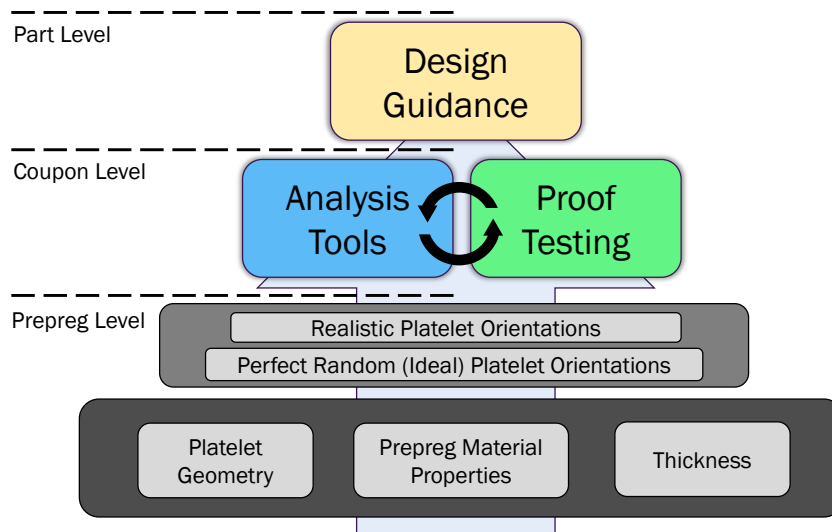 Part Level
Design
Guidance
Coupon Level
Analysis
Tools
Proof
Testing
Prepreg Level
Realistic Platelet Orientations
Perfect Random (Ideal) Platelet Orientations
Platelet
Geometry
Prepreg Material
Properties
Thickness